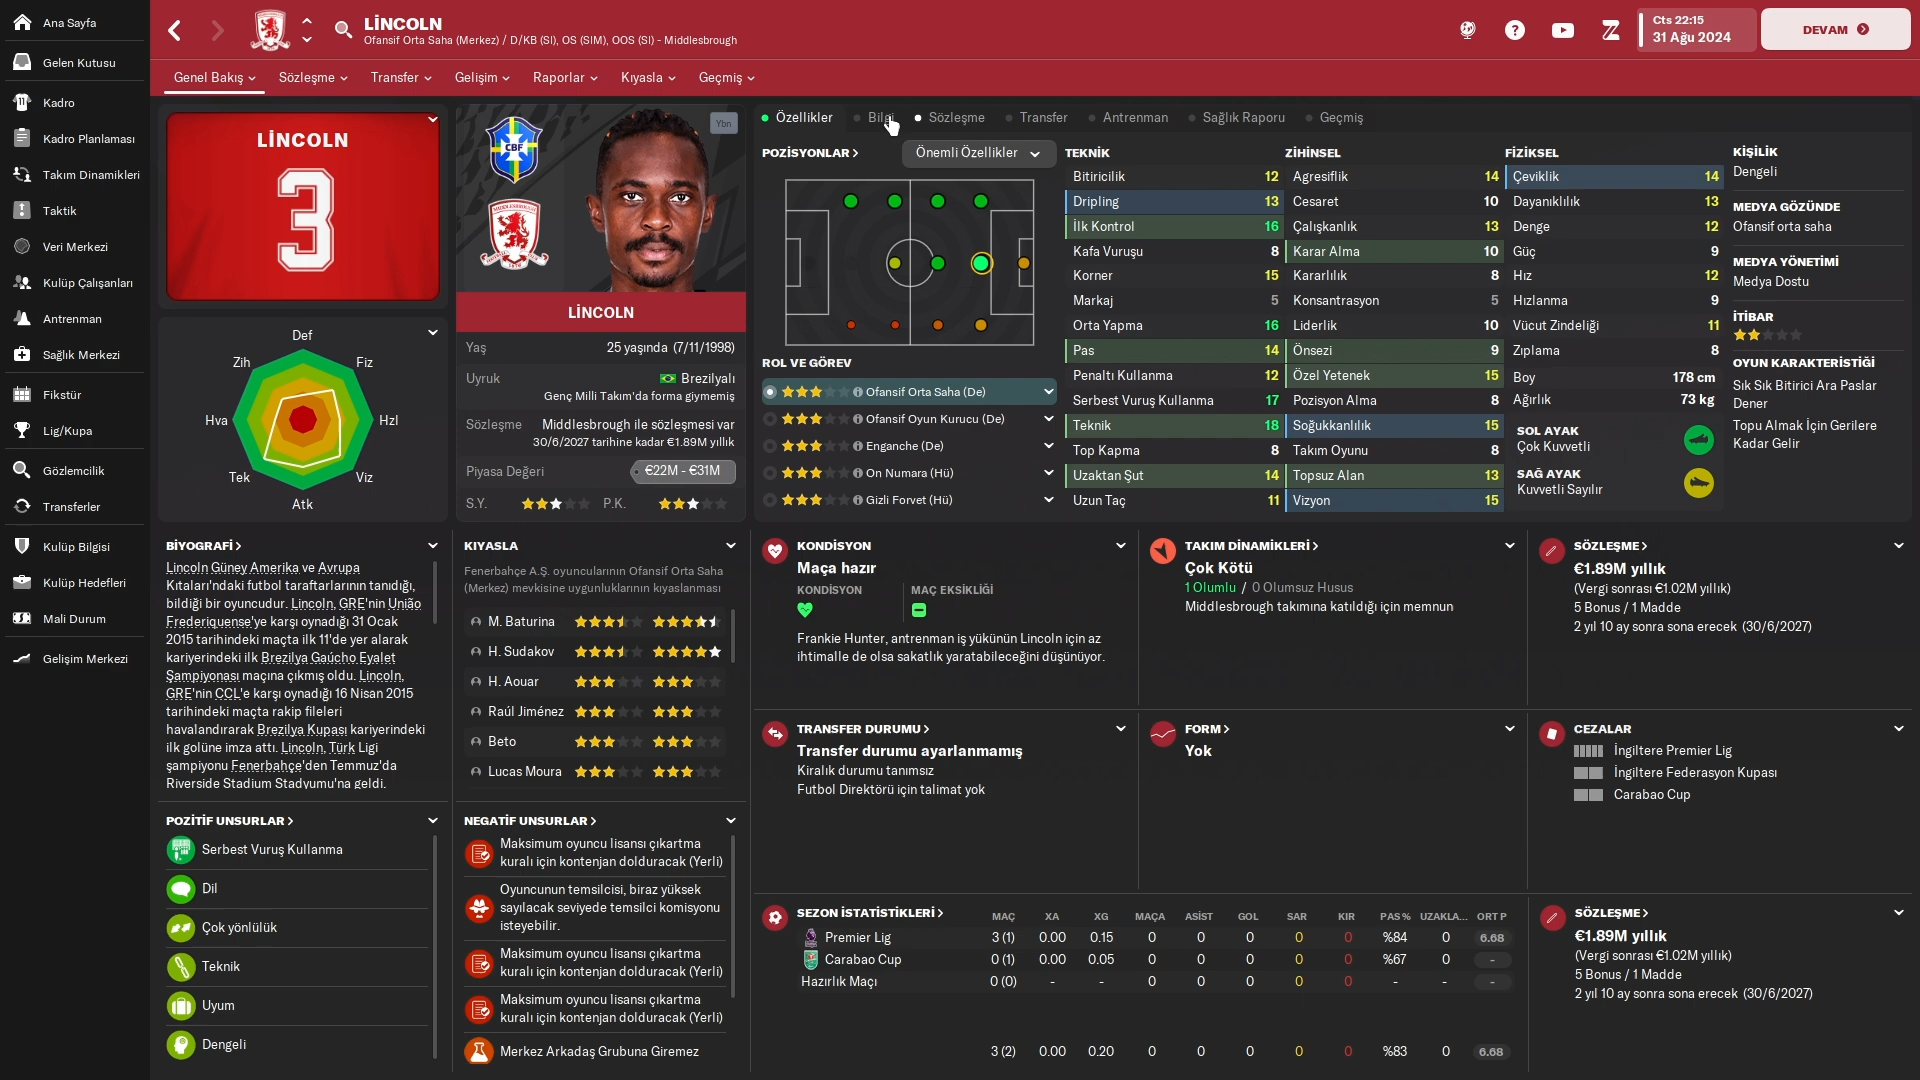 Ana Sayfa
Gelen Kutusu
Kadro
Kadro Planlaması
Takım Dinamikleri
Taktik
Veri Merkezi
Kulüp Çalışanları
Antrenman
Sağlık Merkezi
Fikstür
Lig/Kupa
Gözlemcilik
Transferler
Kulüp Bilgisi
Kulüp Hedefleri
Mali Durum
Gelişim Merkezi
LİNCOLN
Ofansif Orta Saha (Merkez) / D/KB (Sl), OS (SlM), OOS (Sl) - Middlesbrough
Cts 22:15
31 Ağu 2024
DEVAM
Genel Bakış Sözleşme Transfer Gelişim Raporlar Kıyasla Geçmiş
LİNCOLN
3
Def
Fiz
Hzl
Viz
Atk
Tek
Hva
Zih
Ybn
CBF
LİNCOLN
Yaş 25 yaşında (7/11/1998)
Uyruk Brezilyalı
Genç Milli Takım'da forma giymemiş
Sözleşme Middlesbrough ile sözleşmesi var
30/6/2027 tarihine kadar €1.89M yıllık
Piyasa Değeri €22M - €31M
S.Y. P.K.
Özellikler Bilgi Sözleşme Transfer Antrenman Sağlık Raporu Geçmiş
POZİSYONLAR
Önemli Özellikler
ROL VE GÖREV
Ofansif Orta Saha (De)
Ofansif Oyun Kurucu (De)
Enganche (De)
On Numara (Hü)
Gizli Forvet (Hü)
TEKNİK
Bitiricilik 12
Dripling 13
İlk Kontrol 16
Kafa Vuruşu 8
Korner 15
Markaj 5
Orta Yapma 16
Pas 14
Penaltı Kullanma 12
Serbest Vuruş Kullanma 17
Teknik 18
Top Kapma 8
Uzaktan Şut 14
Uzun Taç 11
ZİHİNSEL
Agresiflik 14
Cesaret 10
Çalışkanlık 13
Karar Alma 10
Kararlılık 8
Konsantrasyon 5
Liderlik 10
Önsezi 9
Özel Yetenek 15
Pozisyon Alma 8
Soğukkanlılık 15
Takım Oyunu 8
Topsuz Alan 13
Vizyon 15
FİZİKSEL
Çeviklik 14
Dayanıklılık 13
Denge 12
Güç 9
Hız 12
Hızlanma 9
Vücut Zindeliği 11
Zıplama 8
Boy 178 cm
Ağırlık 73 kg
SOL AYAK
Çok Kuvvetli
SAĞ AYAK
Kuvvetli Sayılır
KİŞİLİK
Dengeli
MEDYA GÖZÜNDE
Ofansif orta saha
MEDYA YÖNETİMİ
Medya Dostu
İTİBAR
OYUN KARAKTERİSTİĞİ
Sık Sık Bitirici Ara Paslar
Dener
Topu Almak İçin Gerilere
Kadar Gelir
BİYOGRAFİ
Lincoln Güney Amerika ve Avrupa
Kıtaları'ndaki futbol taraftarlarının tanıdığı,
bildiği bir oyuncudur. Lincoln, GRE'nin União
Frederiquense'ye karşı oynadığı 31 Ocak
2015 tarihindeki maçta ilk 11'de yer alarak
kariyerindeki ilk Brezilya Gaúcho Eyalet
Şampiyonası maçına çıkmış oldu. Lincoln,
GRE'nin CCL'e karşı oynadığı 16 Nisan 2015
tarihindeki maçta rakip fileleri
havalandırarak Brezilya Kupası kariyerindeki
ilk golüne imza attı. Lincoln, Türk Ligi
şampiyonu Fenerbahçe'den Temmuz'da
Riverside Stadium Stadyumu'na geldi.
KIYASLA
Fenerbahçe A.Ş. oyuncularının Ofansif Orta Saha
(Merkez) mevkisine uygunluklarının kıyaslanması
M. Baturina
H. Sudakov
H. Aouar
Raúl Jiménez
Beto
Lucas Moura
KONDİSYON
Maça hazır
KONDİSYON MAÇ EKSİKLİĞİ
Frankie Hunter, antrenman iş yükünün Lincoln için az
ihtimalle de olsa sakatlık yaratabileceğini düşünüyor.
TAKIM DİNAMİKLERİ
Çok Kötü
1 Olumlu / 0 Olumsuz Husus
Middlesbrough takımına katıldığı için memnun
SÖZLEŞME
€1.89M yıllık
(Vergi sonrası €1.02M yıllık)
5 Bonus / 1 Madde
2 yıl 10 ay sonra sona erecek (30/6/2027)
TRANSFER DURUMU
Transfer durumu ayarlanmamış
Kiralık durumu tanımsız
Futbol Direktörü için talimat yok
FORM
Yok
CEZALAR
İngiltere Premier Lig
İngiltere Federasyon Kupası
Carabao Cup
POZİTİF UNSURLAR
Serbest Vuruş Kullanma
Dil
Çok yönlülük
Teknik
Uyum
Dengeli
NEGATİF UNSURLAR
Maksimum oyuncu lisansı çıkartma
kuralı için kontenjan dolduracak (Yerli)
Oyuncunun temsilcisi, biraz yüksek
sayılacak seviyede temsilci komisyonu
isteyebilir.
Maksimum oyuncu lisansı çıkartma
kuralı için kontenjan dolduracak (Yerli)
Maksimum oyuncu lisansı çıkartma
kuralı için kontenjan dolduracak (Yerli)
Merkez Arkadaş Grubuna Giremez
SEZON İSTATİSTİKLERİ MAÇ XA XG MAÇA ASİST GOL SAR KIR PAS % UZAKLA... ORT P
Premier Lig 3 (1) 0.00 0.15 0 0 0 0 0 %84 0 6.68
Carabao Cup 0 (1) 0.00 0.05 0 0 0 0 0 %67 0 -
Hazırlık Maçı 0 (0) - - 0 0 0 0 0 - - -
3 (2) 0.00 0.20 0 0 0 0 0 %83 0 6.68
SÖZLEŞME
€1.89M yıllık
(Vergi sonrası €1.02M yıllık)
5 Bonus / 1 Madde
2 yıl 10 ay sonra sona erecek (30/6/2027)